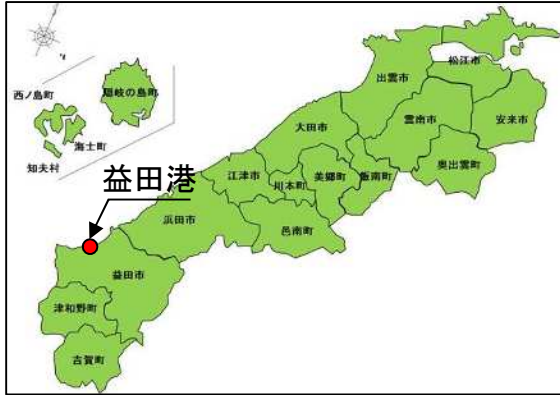 西ノ島町
隠岐の島町
海士町
知夫村
松江市
出雲市
安来市
雲南市
大田市
奥出雲町
飯南町
美郷町
川本町
江津市
邑南町
浜田市
益田港
益田市
津和野町
吉賀町